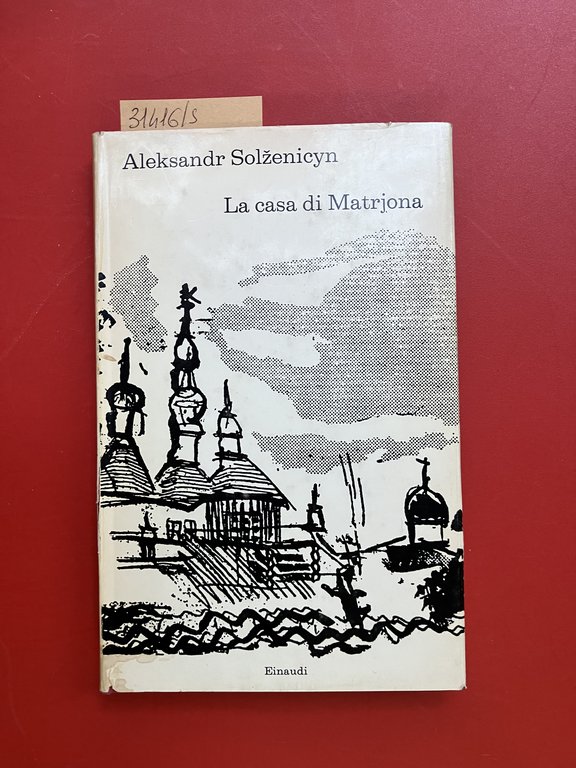 31416/s
Aleksandr Solženicyn
La casa di Matrjona
Einaudi